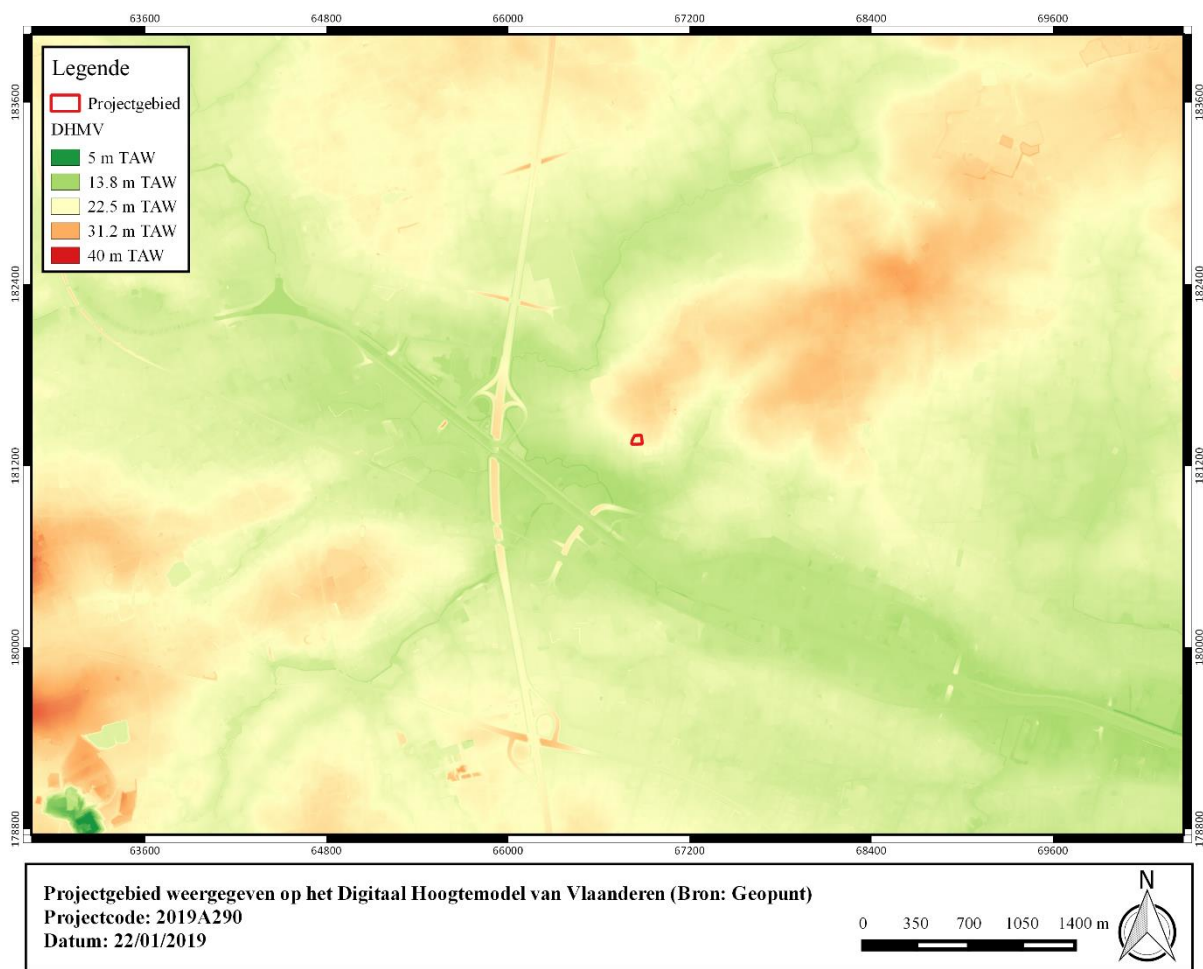 63600 64800 66000 67200 68400 69600
183600
183600
182400
182400
181200
181200
180000
180000
178800
178800
Legende
Projectgebied
DHMV
5 m TAW
13.8 m TAW
22.5 m TAW
31.2 m TAW
40 m TAW
63600 64800 66000 67200 68400 69600
Projectgebied weergegeven op het Digitaal Hoogtemodel van Vlaanderen (Bron: Geopunt)
Projectcode: 2019A290
Datum: 22/01/2019
0 350 700 1050 1400 m
N